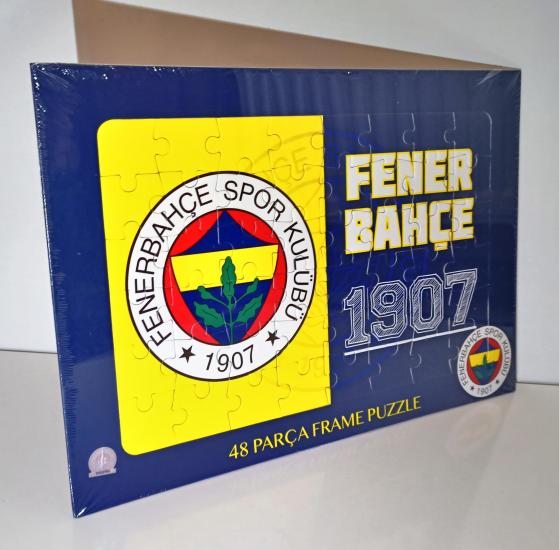 FENERBAHÇE SPOR KULÜBÜ
★ 1907 ★
FENER
BAHÇE
1907
FENERBAHÇE SPOR KULÜBÜ
★ 1907 ★
48 PARÇA FRAME PUZZLE